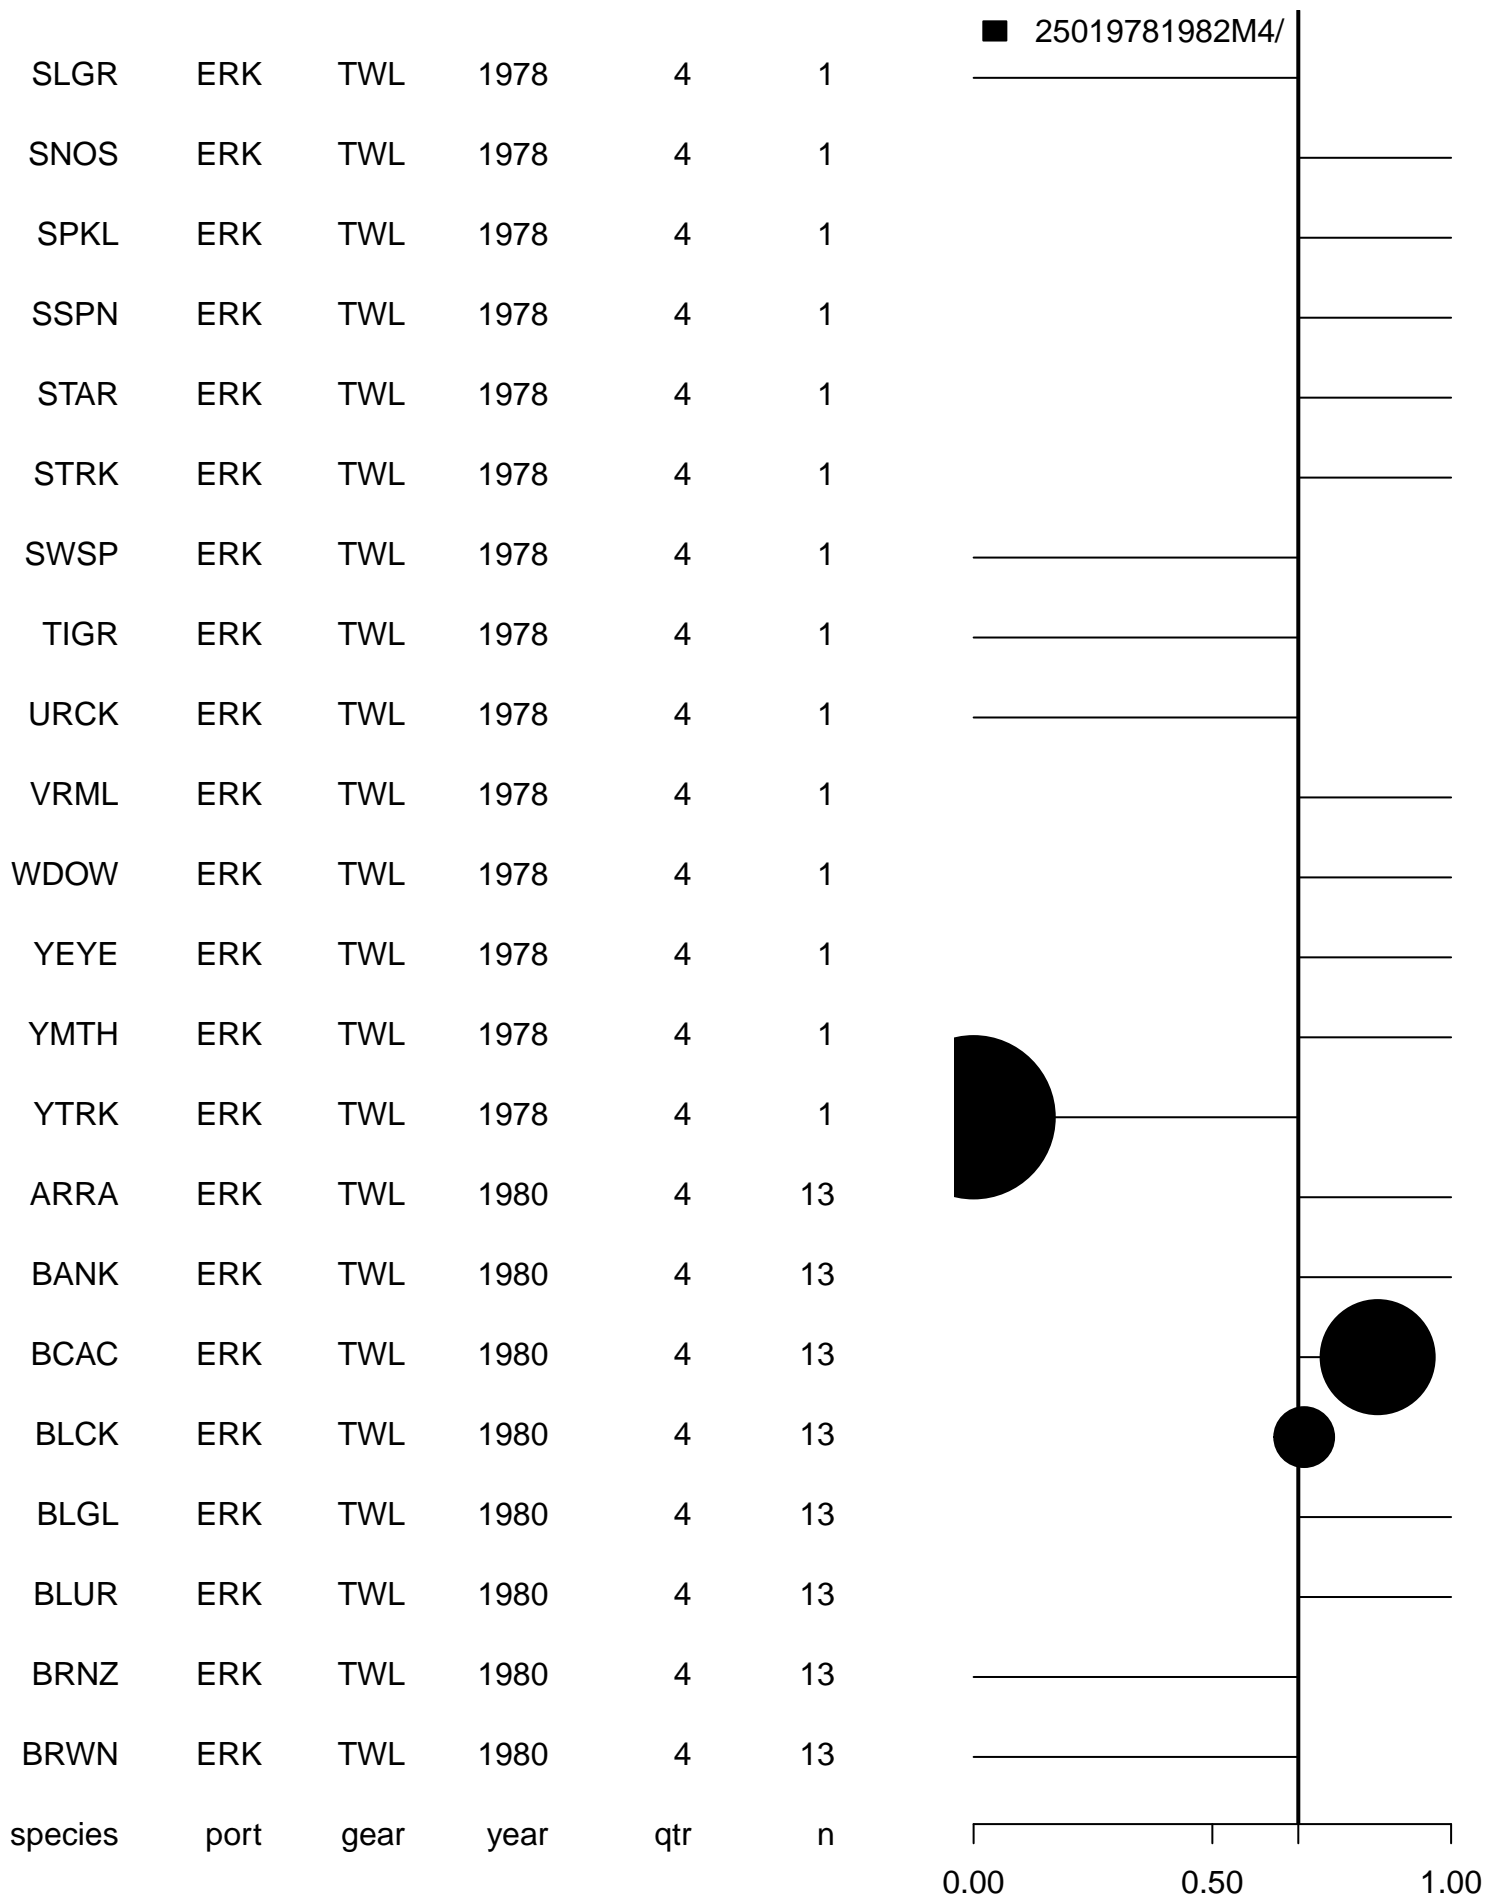 25019781982M4/
SLGR ERK TWL 1978 4 1
SNOS ERK TWL 1978 4 1
SPKL ERK TWL 1978 4 1
SSPN ERK TWL 1978 4 1
STAR ERK TWL 1978 4 1
STRK ERK TWL 1978 4 1
SWSP ERK TWL 1978 4 1
TIGR ERK TWL 1978 4 1
URCK ERK TWL 1978 4 1
VRML ERK TWL 1978 4 1
WDOW ERK TWL 1978 4 1
YEYE ERK TWL 1978 4 1
YMTH ERK TWL 1978 4 1
YTRK ERK TWL 1978 4 1
ARRA ERK TWL 1980 4 13
BANK ERK TWL 1980 4 13
BCAC ERK TWL 1980 4 13
BLCK ERK TWL 1980 4 13
BLGL ERK TWL 1980 4 13
BLUR ERK TWL 1980 4 13
BRNZ ERK TWL 1980 4 13
BRWN ERK TWL 1980 4 13
species port gear year qtr n
0.00 0.50 1.00